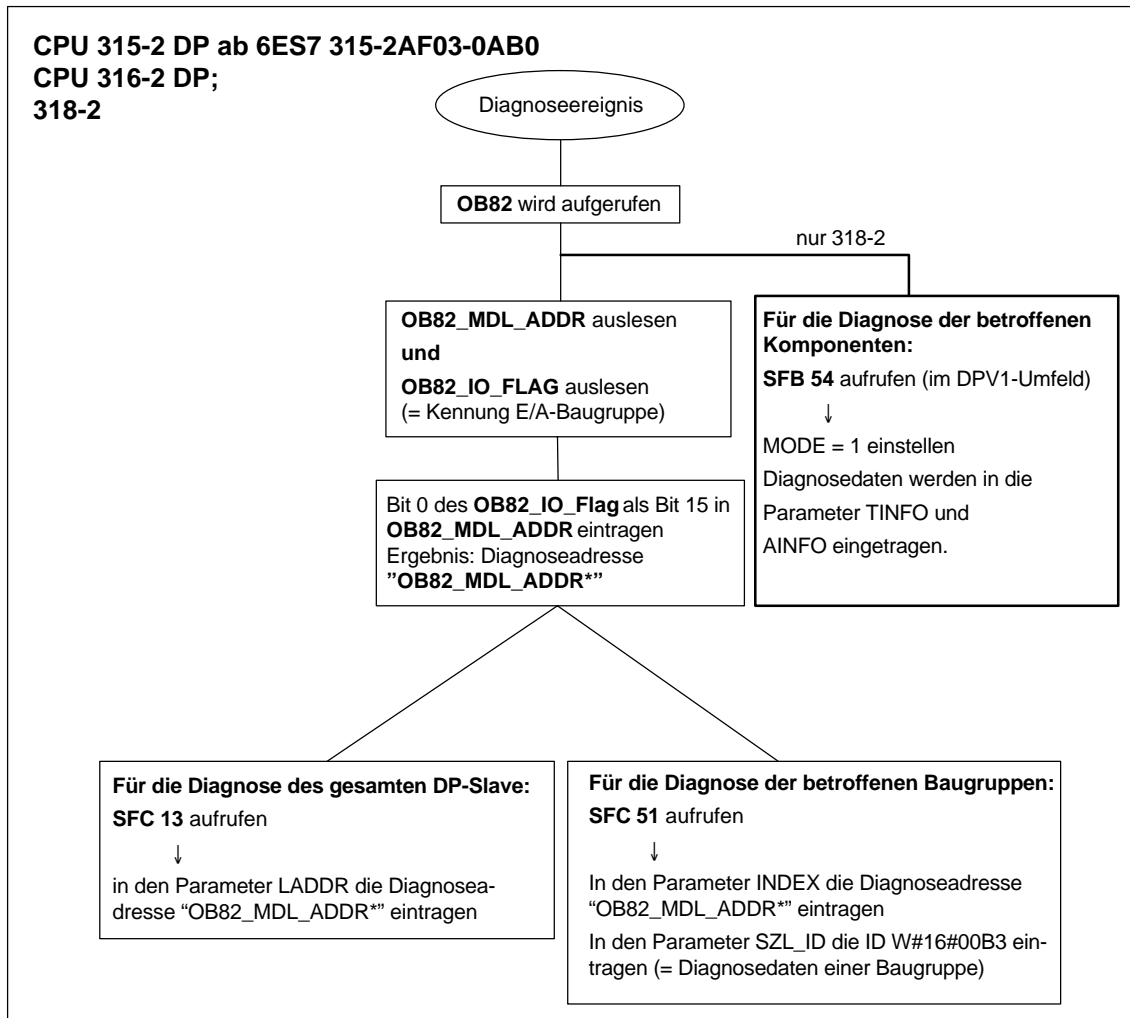 CPU 315-2 DP ab 6ES7 315-2AF03-0AB0
CPU 316-2 DP;
318-2
Diagnoseereignis
OB82 wird aufgerufen
nur 318-2
OB82_MDL_ADDR auslesen
und
OB82_IO_FLAG auslesen
(= Kennung E/A-Baugruppe)
Für die Diagnose der betroffenen
Komponenten:
SFB 54 aufrufen (im DPV1-Umfeld)
↓
MODE = 1 einstellen
Diagnosedaten werden in die
Parameter TINFO und
AINFO eingetragen.
Bit 0 des OB82_IO_Flag als Bit 15 in
OB82_MDL_ADDR eintragen
Ergebnis: Diagnoseadresse
”OB82_MDL_ADDR*”
Für die Diagnose des gesamten DP-Slave:
SFC 13 aufrufen
↓
in den Parameter LADDR die Diagnosea-
dresse “OB82_MDL_ADDR*” eintragen
Für die Diagnose der betroffenen Baugruppen:
SFC 51 aufrufen
↓
In den Parameter INDEX die Diagnoseadresse
“OB82_MDL_ADDR*” eintragen
In den Parameter SZL_ID die ID W#16#00B3 ein-
tragen (= Diagnosedaten einer Baugruppe)